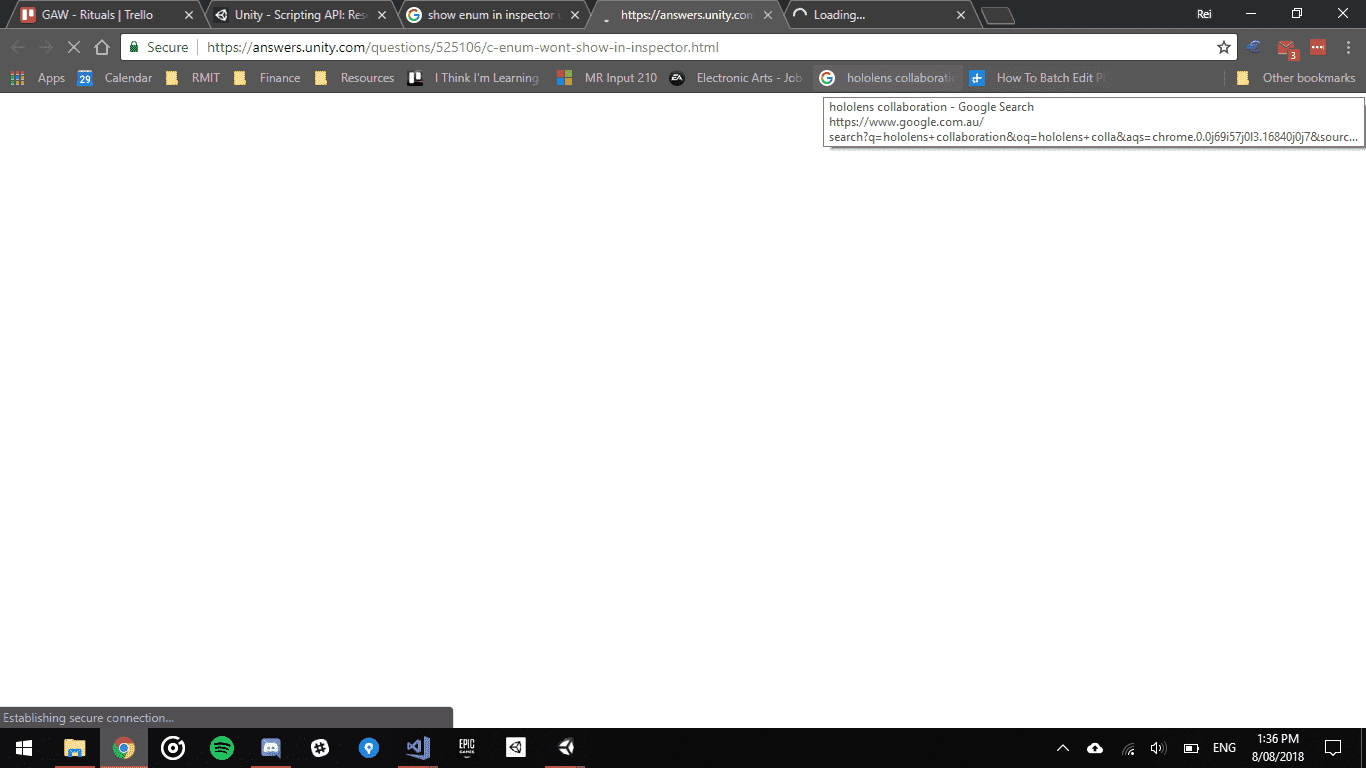 GAW - Rituals | Trello
Unity - Scripting API: Res
show enum in inspector u
https://answers.unity.com
Loading...
Rei
Secure
https://answers.unity.com/questions/525106/c-enum-wont-show-in-inspector.html
3
Apps
29
Calendar
RMIT
Finance
Resources
I Think I'm Learning
MR Input 210
EA
Electronic Arts - Job
hololens collaborati
How To Batch Edit P
Other bookmarks
hololens collaboration - Google Search
https://www.google.com.au/
search?q=hololens+collaboration&oq=hololens+colla&aqs=chrome.0.0j69i57j0l3.16840j0j7&sourc...
Establishing secure connection...
EPIC
GAMES
ENG
1:36 PM
8/08/2018